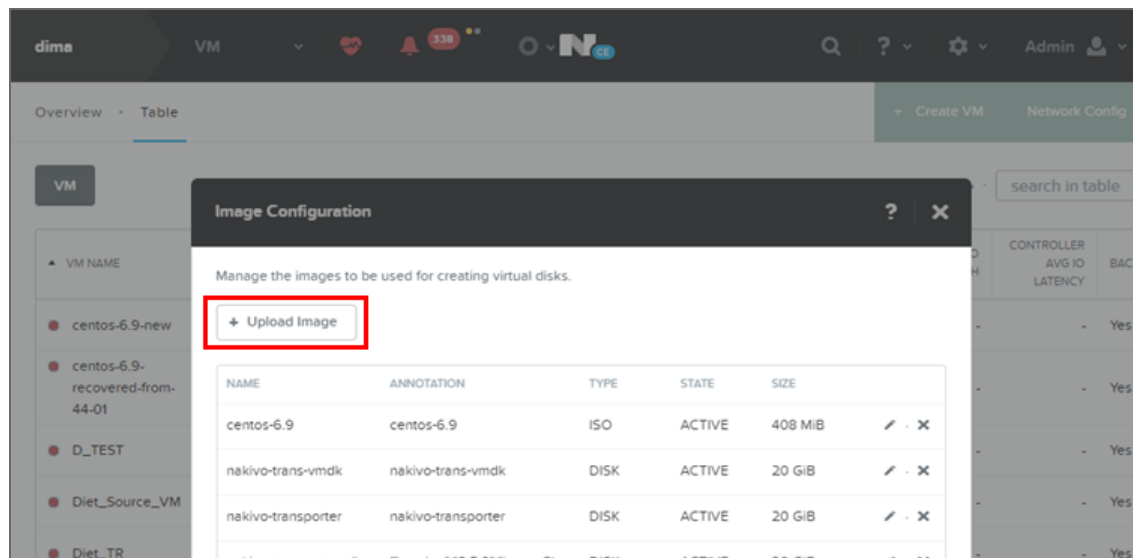 dima
VM
338
N CE
?
Admin
Overview · Table
+ Create VM
Network Config
VM
search in table
Image Configuration
?
Manage the images to be used for creating virtual disks.
+ Upload Image
VM NAME
CONTROLLER
AVG IO
LATENCY
BAC
NAME ANNOTATION TYPE STATE SIZE
centos-6.9-new
- - Yes
centos-6.9 centos-6.9 ISO ACTIVE 408 MiB
centos-6.9-
recovered-from-
44-01
- - Yes
D_TEST
- Yes
nakivo-trans-vmdk nakivo-trans-vmdk DISK ACTIVE 20 GiB
Diet_Source_VM
- - Yes
nakivo-transporter nakivo-transporter DISK ACTIVE 20 GiB
Diet_TR
- - Yes